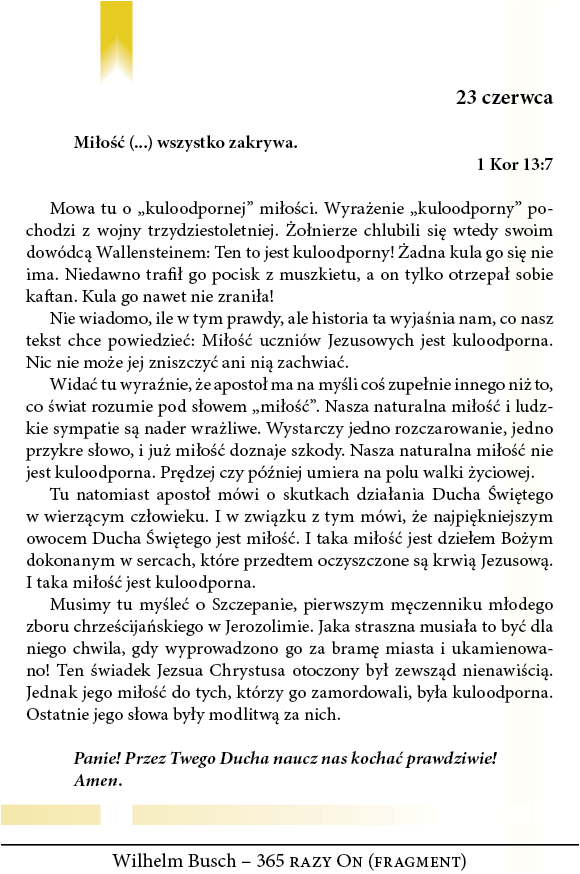 23 czerwca
Miłość (...) wszystko zakrywa.
1 Kor 13:7
Mowa tu o „kuloodpornej” miłości. Wyrażenie „kuloodporny” po-
chodzi z wojny trzydziestoletniej. Żołnierze chlubili się wtedy swoim
dowódcą Wallensteinem: Ten to jest kuloodporny! Żadna kula go się nie
ima. Niedawno trafił go pocisk z muszkietu, a on tylko otrzepał sobie
kaftan. Kula go nawet nie zraniła!
Nie wiadomo, ile w tym prawdy, ale historia ta wyjaśnia nam, co nasz
tekst chce powiedzieć: Miłość uczniów Jezusowych jest kuloodporna.
Nic nie może jej zniszczyć ani nią zachwiać.
Widać tu wyraźnie, że apostoł ma na myśli coś zupełnie innego niż to,
co świat rozumie pod słowem „miłość”. Nasza naturalna miłość i ludz-
kie sympatie są nader wrażliwe. Wystarczy jedno rozczarowanie, jedno
przykre słowo, i już miłość doznaje szkody. Nasza naturalna miłość nie
jest kuloodporna. Prędzej czy później umiera na polu walki życiowej.
Tu natomiast apostoł mówi o skutkach działania Ducha Świętego
w wierzącym człowieku. I w związku z tym mówi, że najpiękniejszym
owocem Ducha Świętego jest miłość. I taka miłość jest dziełem Bożym
dokonanym w sercach, które przedtem oczyszczone są krwią Jezusową.
I taka miłość jest kuloodporna.
Musimy tu myśleć o Szczepanie, pierwszym męczenniku młodego
zboru chrześcijańskiego w Jerozolimie. Jaka straszna musiała to być dla
niego chwila, gdy wyprowadzono go za bramę miasta i ukamienowa-
no! Ten świadek Jezsua Chrystusa otoczony był zewsząd nienawiścią.
Jednak jego miłość do tych, którzy go zamordowali, była kuloodporna.
Ostatnie jego słowa były modlitwą za nich.
Panie! Przez Twego Ducha naucz nas kochać prawdziwie!
Amen.
Wilhelm Busch – 365 RAZY ON (FRAGMENT)